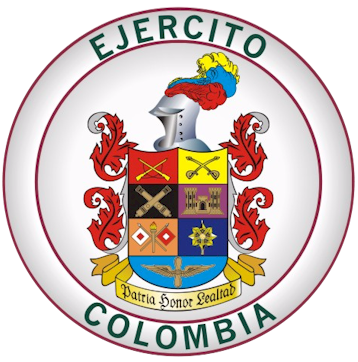 EJERCITO
Patria Honor Lealtad
COLOMBIA